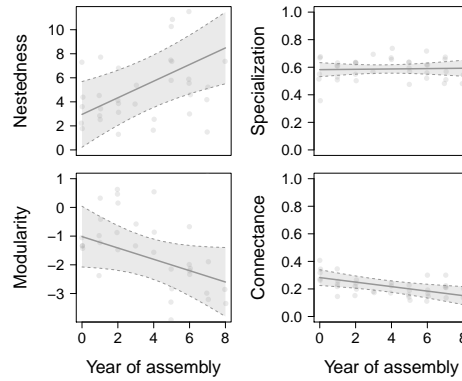 Nestedness
10
8
6
4
2
0
Specialization
1.0
0.8
0.6
0.4
0.2
0.0
Modularity
−1
−2
−3
Connectance
1.0
0.8
0.6
0.4
0.2
0.0
0 2 4 6 8
0 2 4 6 8
Year of assembly
Year of assembly